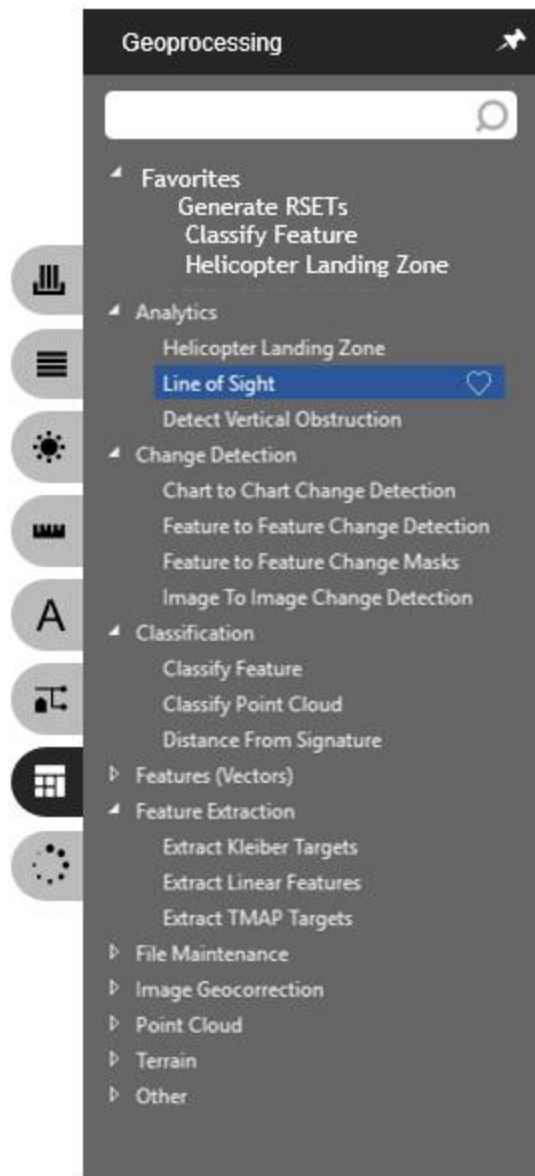 Geoprocessing
Favorites
Generate RSETs
Classify Feature
Helicopter Landing Zone
Analytics
Helicopter Landing Zone
Line of Sight
Detect Vertical Obstruction
Change Detection
Chart to Chart Change Detection
Feature to Feature Change Detection
Feature to Feature Change Masks
Image To Image Change Detection
A
Classification
Classify Feature
Classify Point Cloud
Distance From Signature
Features (Vectors)
Feature Extraction
Extract Kleiber Targets
Extract Linear Features
Extract TMAP Targets
File Maintenance
Image Geocorrection
Point Cloud
Terrain
Other